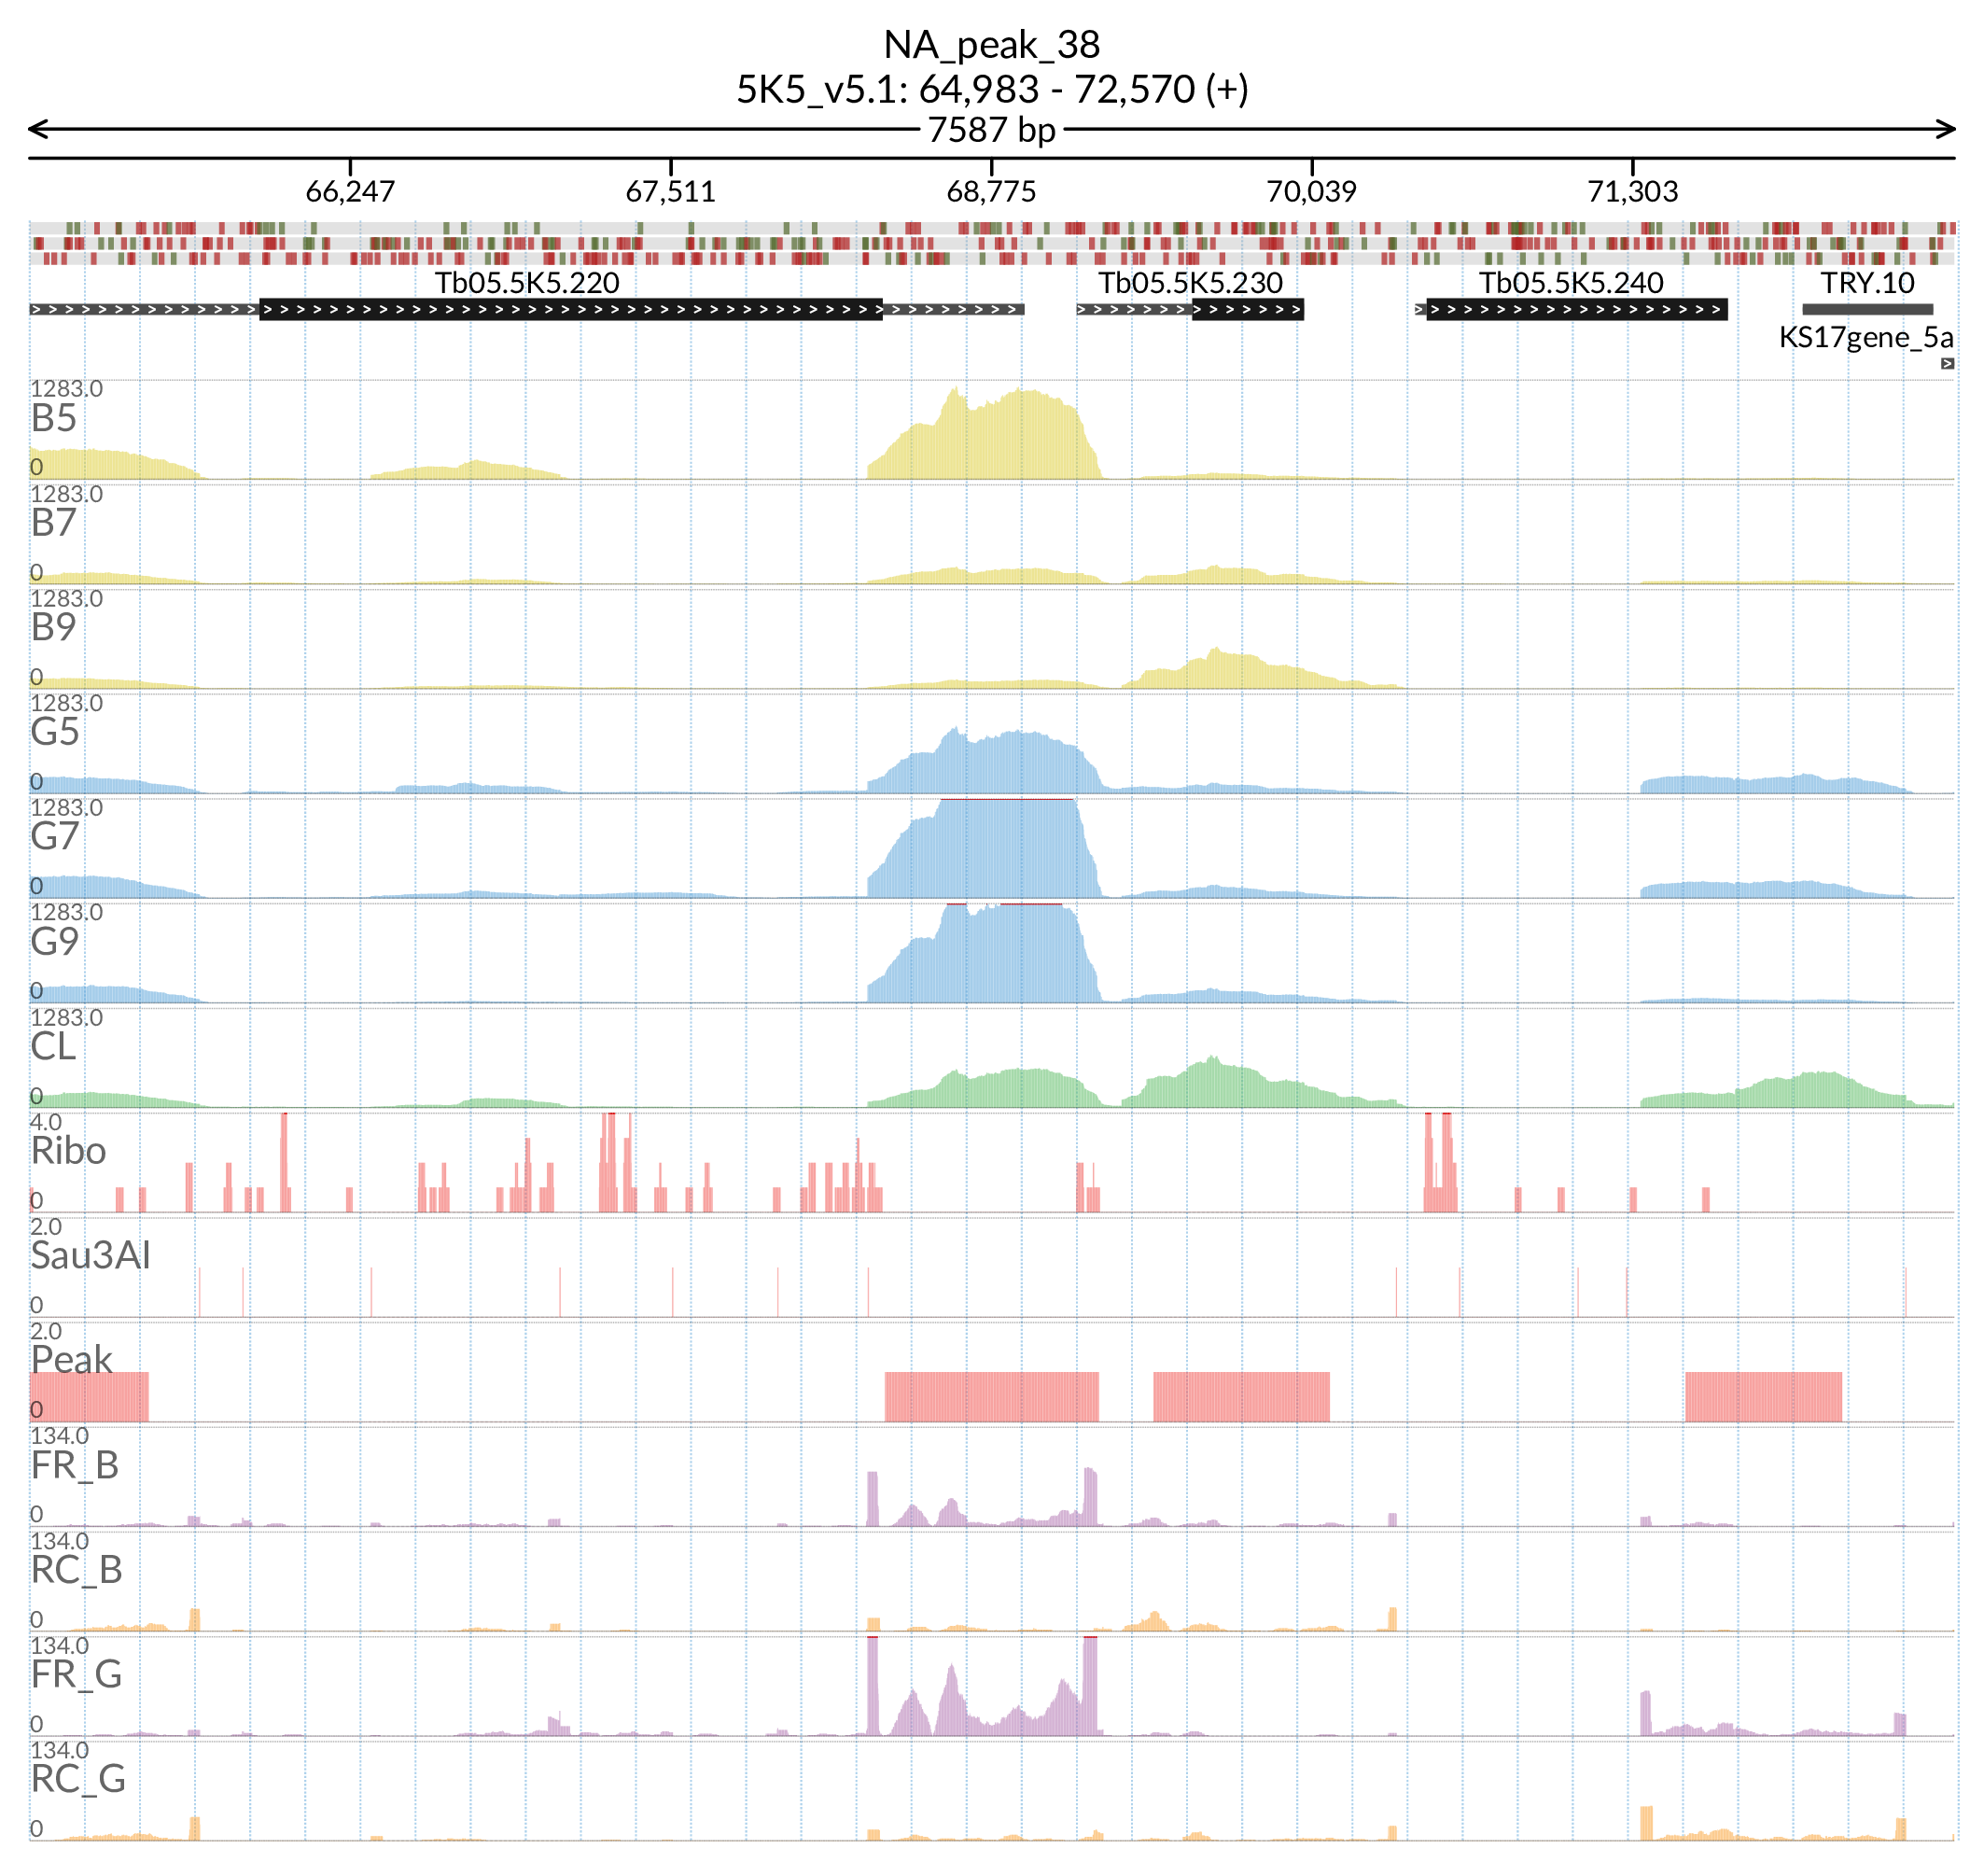 NA_peak_38
5K5_v5.1: 64,983 - 72,570 (+)
7587 bp
66,247 67,511 68,775 70,039 71,303
Tb05.5K5.220 Tb05.5K5.230 Tb05.5K5.240 TRY.10
KS17gene_5a
1283.0
B5
0
1283.0
B7
0
1283.0
B9
0
1283.0
G5
0
1283.0
G7
0
1283.0
G9
0
1283.0
CL
0
4.0
Ribo
0
2.0
Sau3AI
0
2.0
Peak
0
134.0
FR_B
0
134.0
RC_B
0
134.0
FR_G
0
134.0
RC_G
0